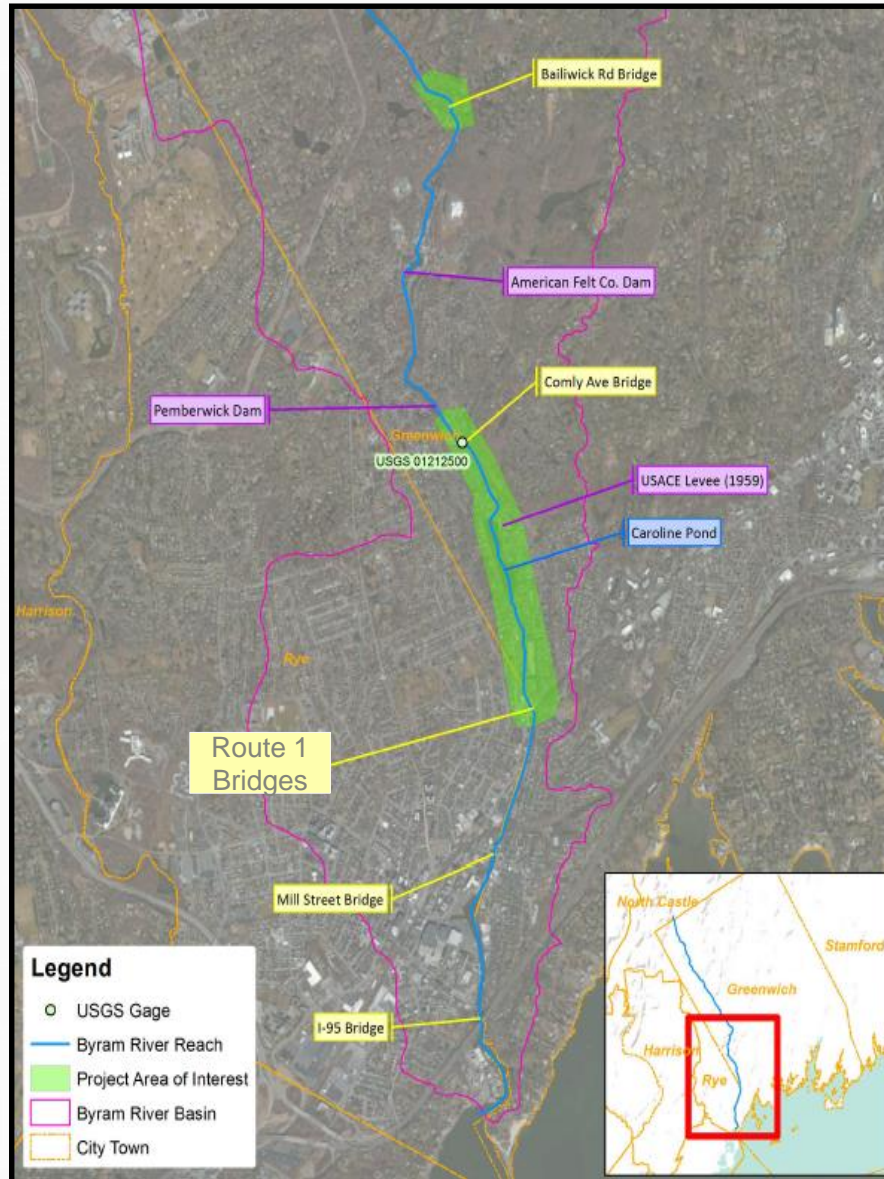 Bailiwick Rd Bridge
American Felt Co. Dam
Comly Ave Bridge
Pemberwick Dam
Greenwich
USGS 01212500
USACE Levee (1959)
Caroline Pond
Harrison
Rye
Route 1
Bridges
Mill Street Bridge
I-95 Bridge
Legend
USGS Gage
Byram River Reach
Project Area of Interest
Byram River Basin
City Town
North Castle
Stamford
Greenwich
Harrison
Rye